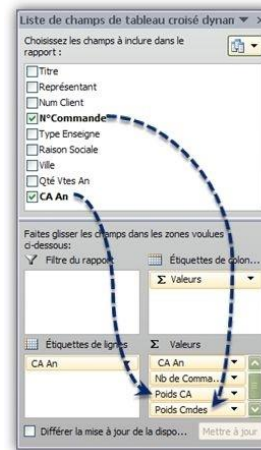 Liste de champs de tableau croisé dynam
Choisissez les champs à inclure dans le
rapport :
Titre
Représentant
Num Client
N°Commande
Type Enseigne
Raison Sociale
Ville
Qté Vtes An
CA An
Faites glisser les champs dans les zones voulues
ci-dessous:
Filtre du rapport
Étiquettes de colon...
Σ Valeurs
Étiquettes de lignes
Σ Valeurs
CA An
CA An
Nb de Comma...
Poids CA
Poids Cmdes
Différer la mise à jour de la dispo...
Mettre à jour